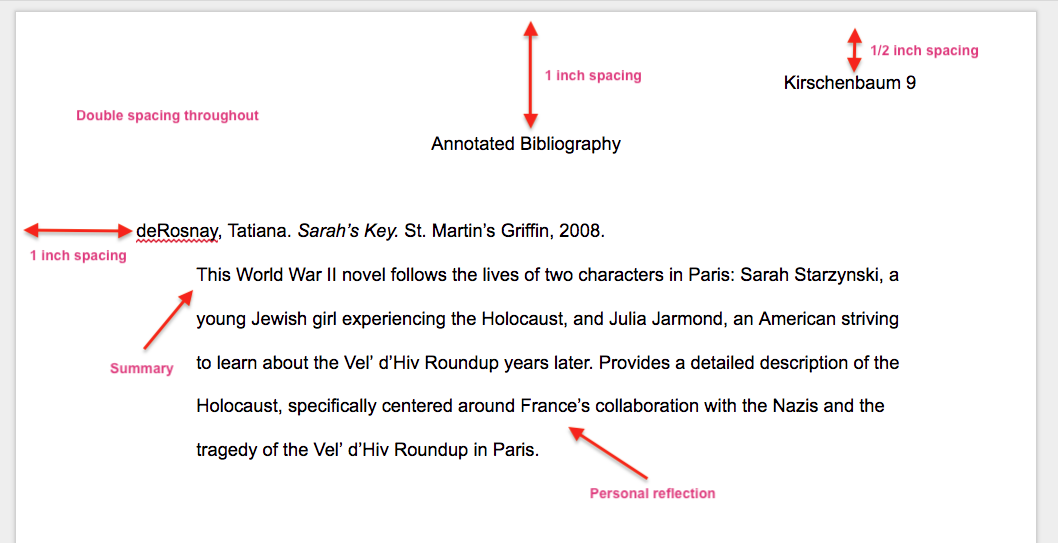 1/2 inch spacing
1 inch spacing
Kirschenbaum 9
Double spacing throughout
Annotated Bibliography
deRosnay, Tatiana. Sarah’s Key. St. Martin’s Griffin, 2008.
1 inch spacing
This World War II novel follows the lives of two characters in Paris: Sarah Starzynski, a
young Jewish girl experiencing the Holocaust, and Julia Jarmond, an American striving
to learn about the Vel’ d’Hiv Roundup years later. Provides a detailed description of the
Summary
Holocaust, specifically centered around France’s collaboration with the Nazis and the
tragedy of the Vel’ d’Hiv Roundup in Paris.
Personal reflection